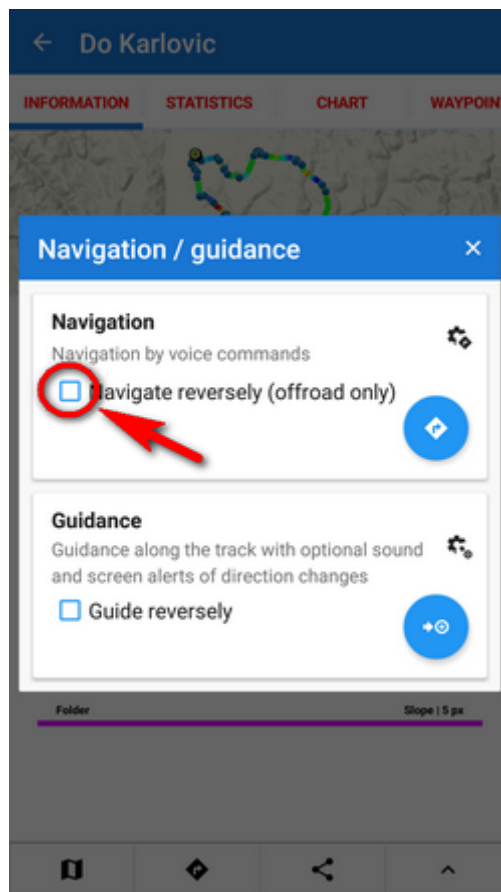 Do Karlovic
INFORMATION STATISTICS CHART WAYPOIN
Navigation / guidance
Navigation
Navigation by voice commands
Navigate reversely (offroad only)
Guidance
Guidance along the track with optional sound
and screen alerts of direction changes
Guide reversely
Folder Slope | 5 px